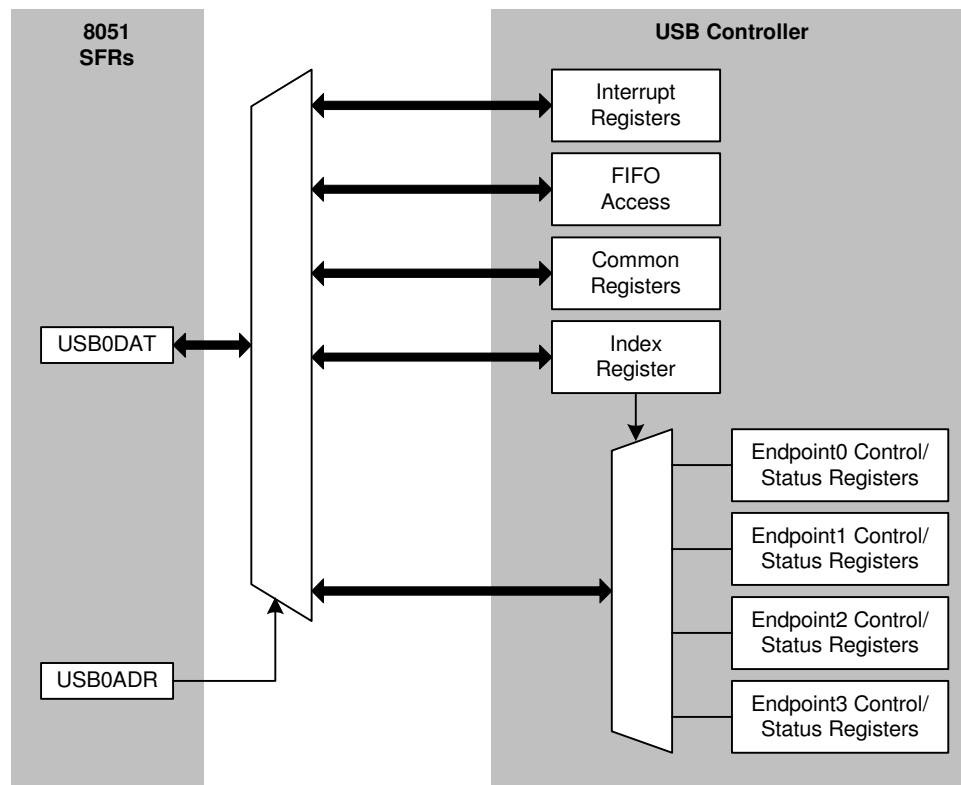 8051
SFRs
USB Controller
Interrupt
Registers
FIFO
Access
Common
Registers
USB0DAT
Index
Register
Endpoint0 Control/
Status Registers
Endpoint1 Control/
Status Registers
Endpoint2 Control/
Status Registers
USB0ADR
Endpoint3 Control/
Status Registers